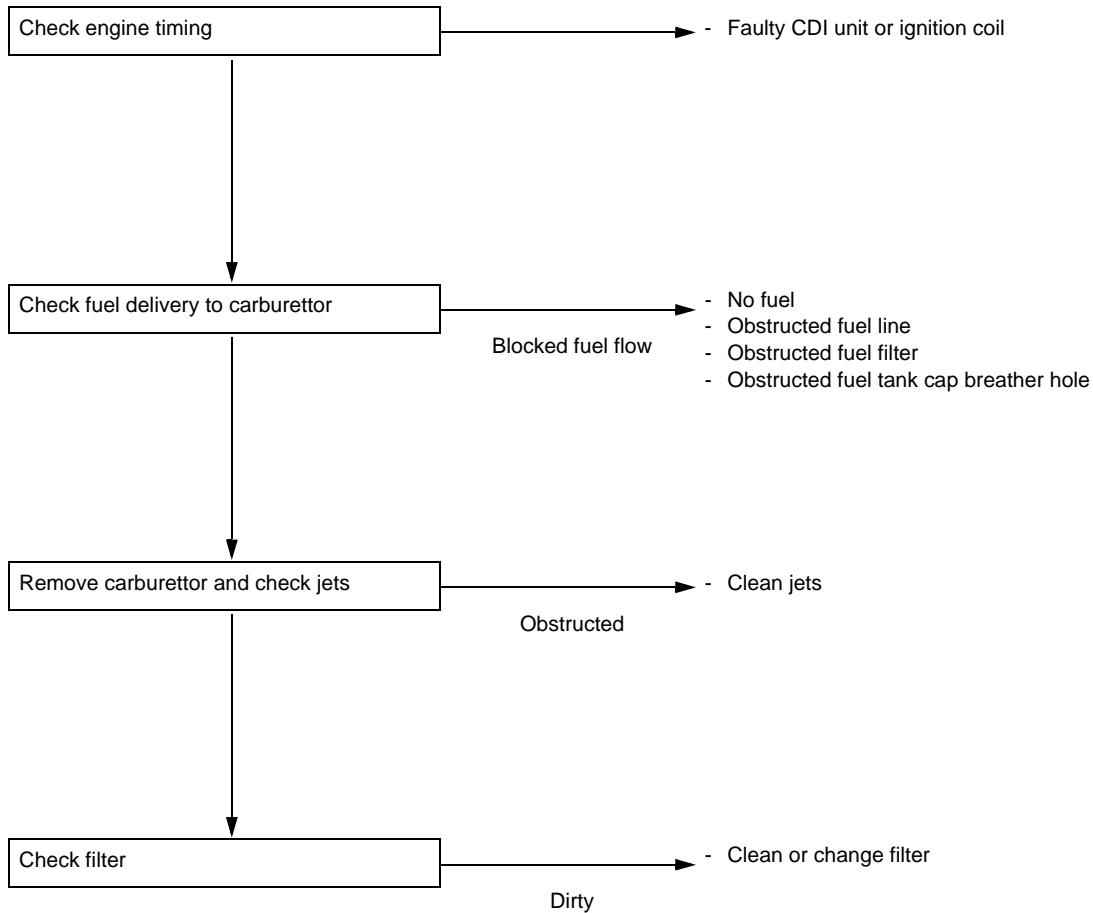 Check engine timing
- Faulty CDI unit or ignition coil
Check fuel delivery to carburettor
Blocked fuel flow
- No fuel
- Obstructed fuel line
- Obstructed fuel filter
- Obstructed fuel tank cap breather hole
Remove carburettor and check jets
Obstructed
- Clean jets
Check filter
Dirty
- Clean or change filter